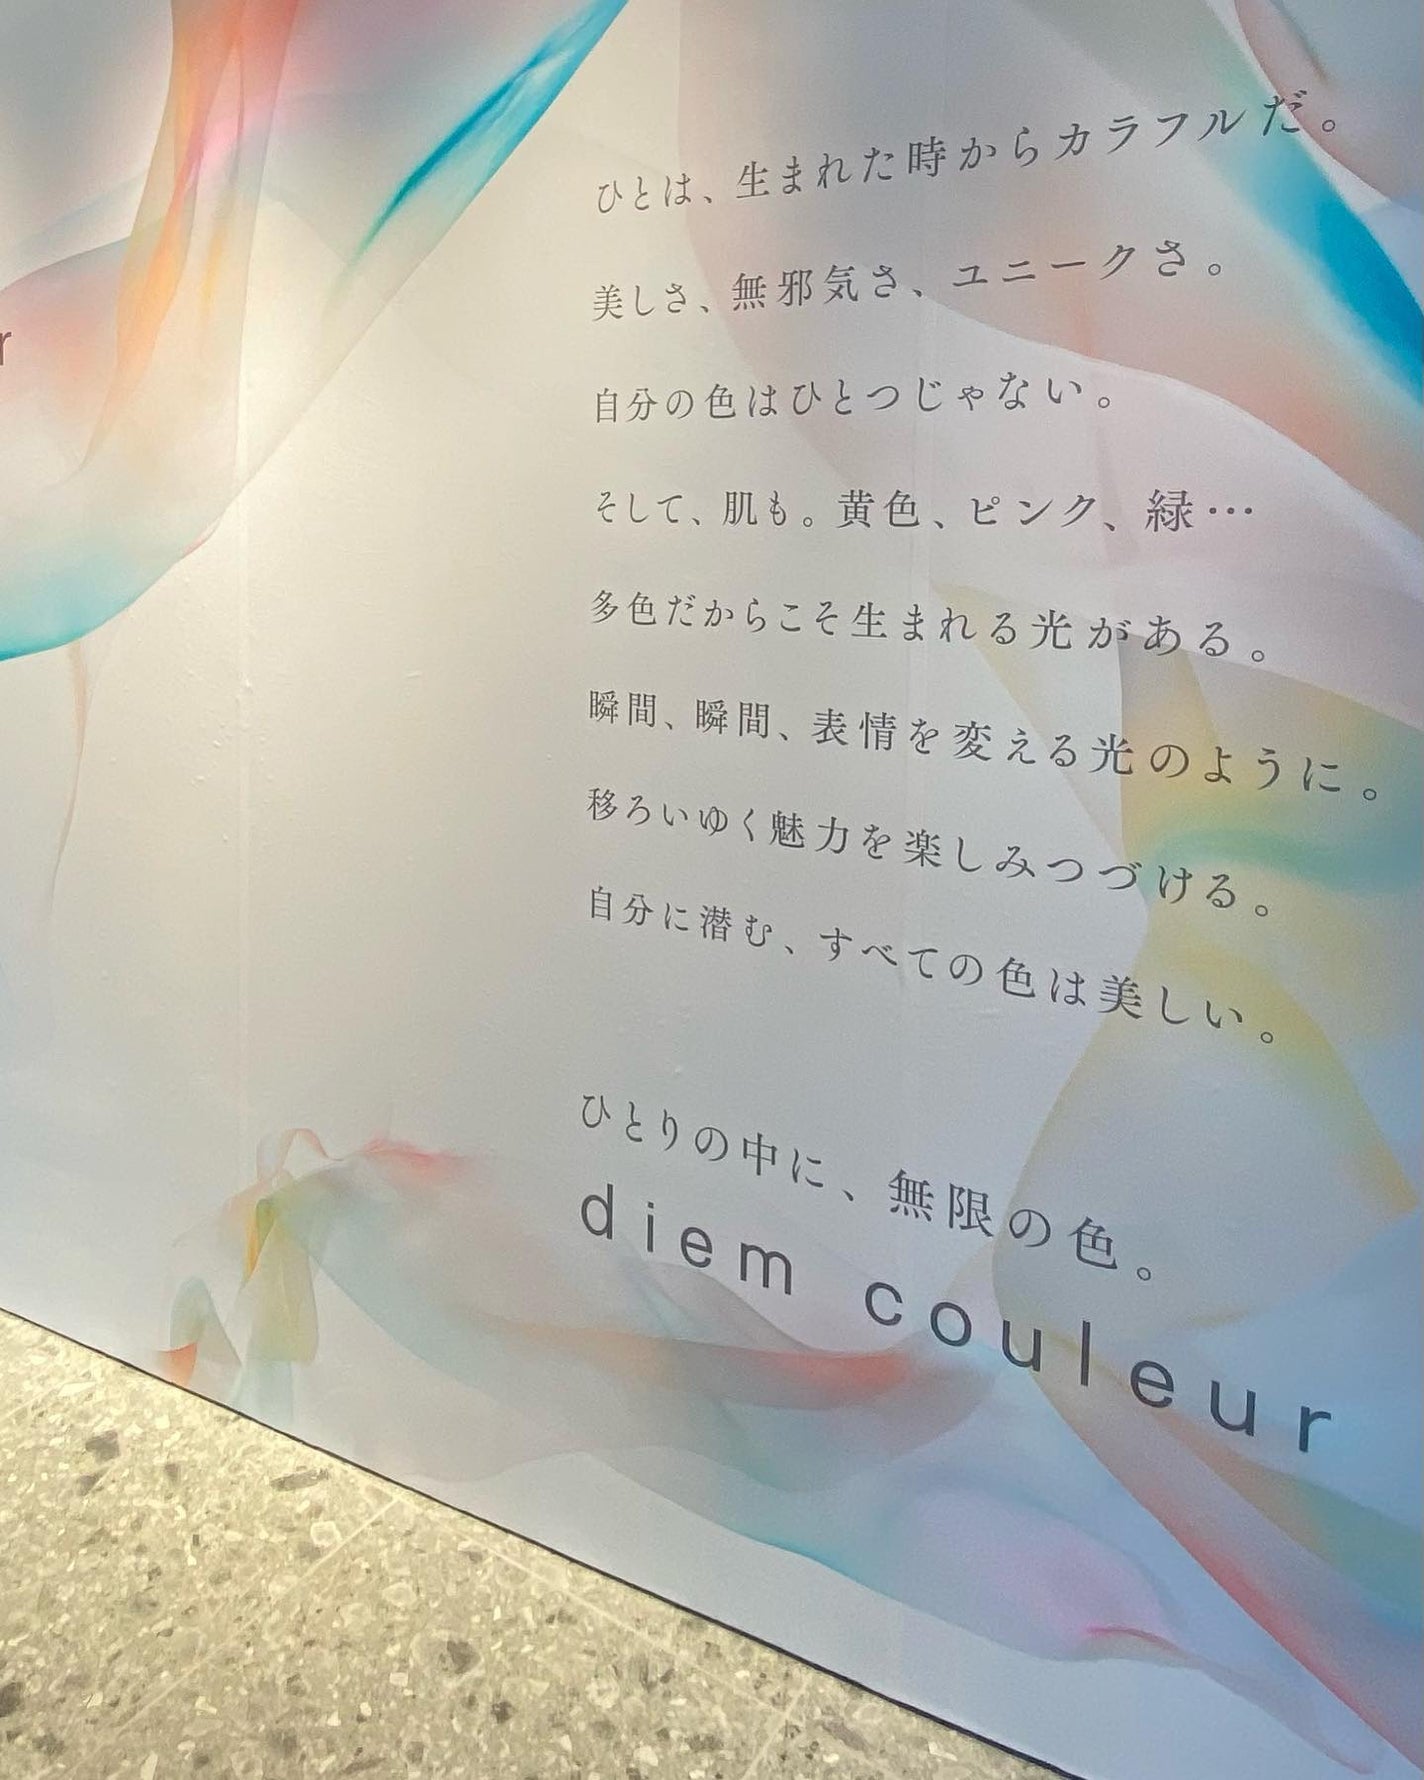 ひとは、生まれた時からカラフルだ。
美しさ、無邪気さ、ユニークさ。
自分の色はひとつじゃない。
そして、肌も。黄色、ピンク、緑…
多色だからこそ生まれる光がある。
瞬間、瞬間、表情を変える光のように。
移ろいゆく魅力を楽しみつづける。
自分に潜む、すべての色は美しい。
ひとりの中に、無限の色。
diem couleur
r